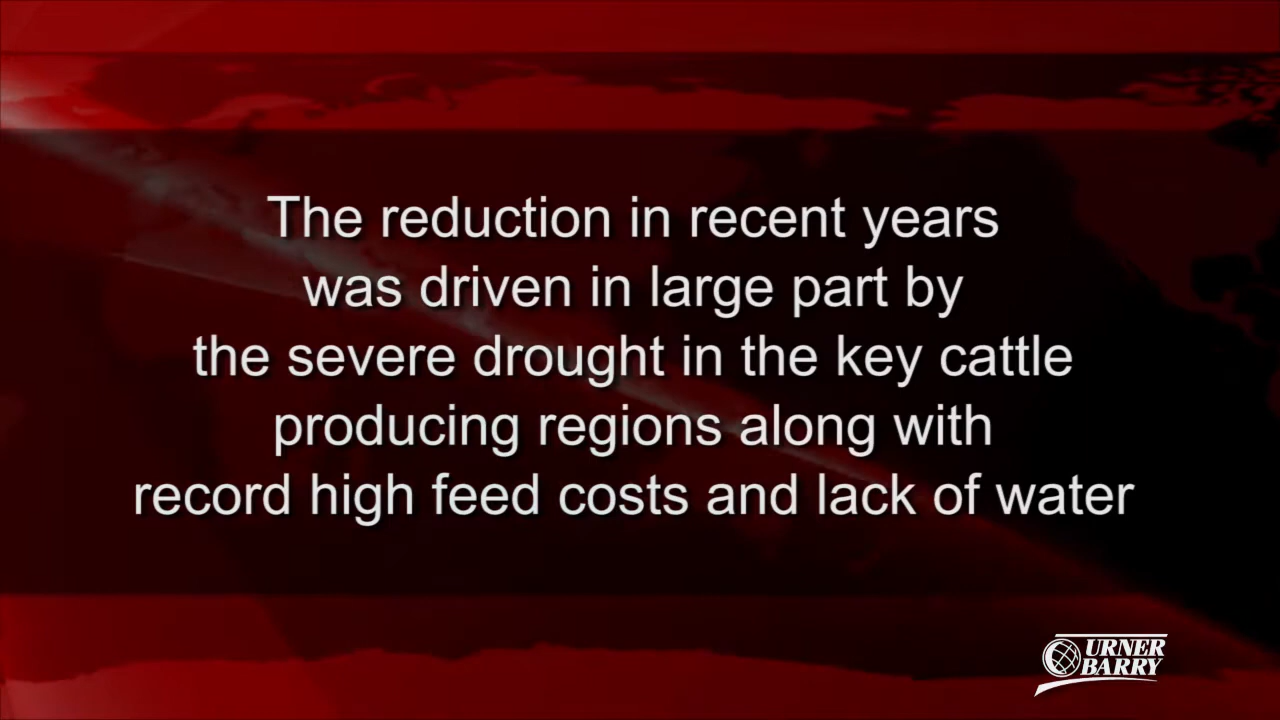 The reduction in recent years
was driven in large part by
the severe drought in the key cattle
producing regions along with
record high feed costs and lack of water
URNER
BARRY